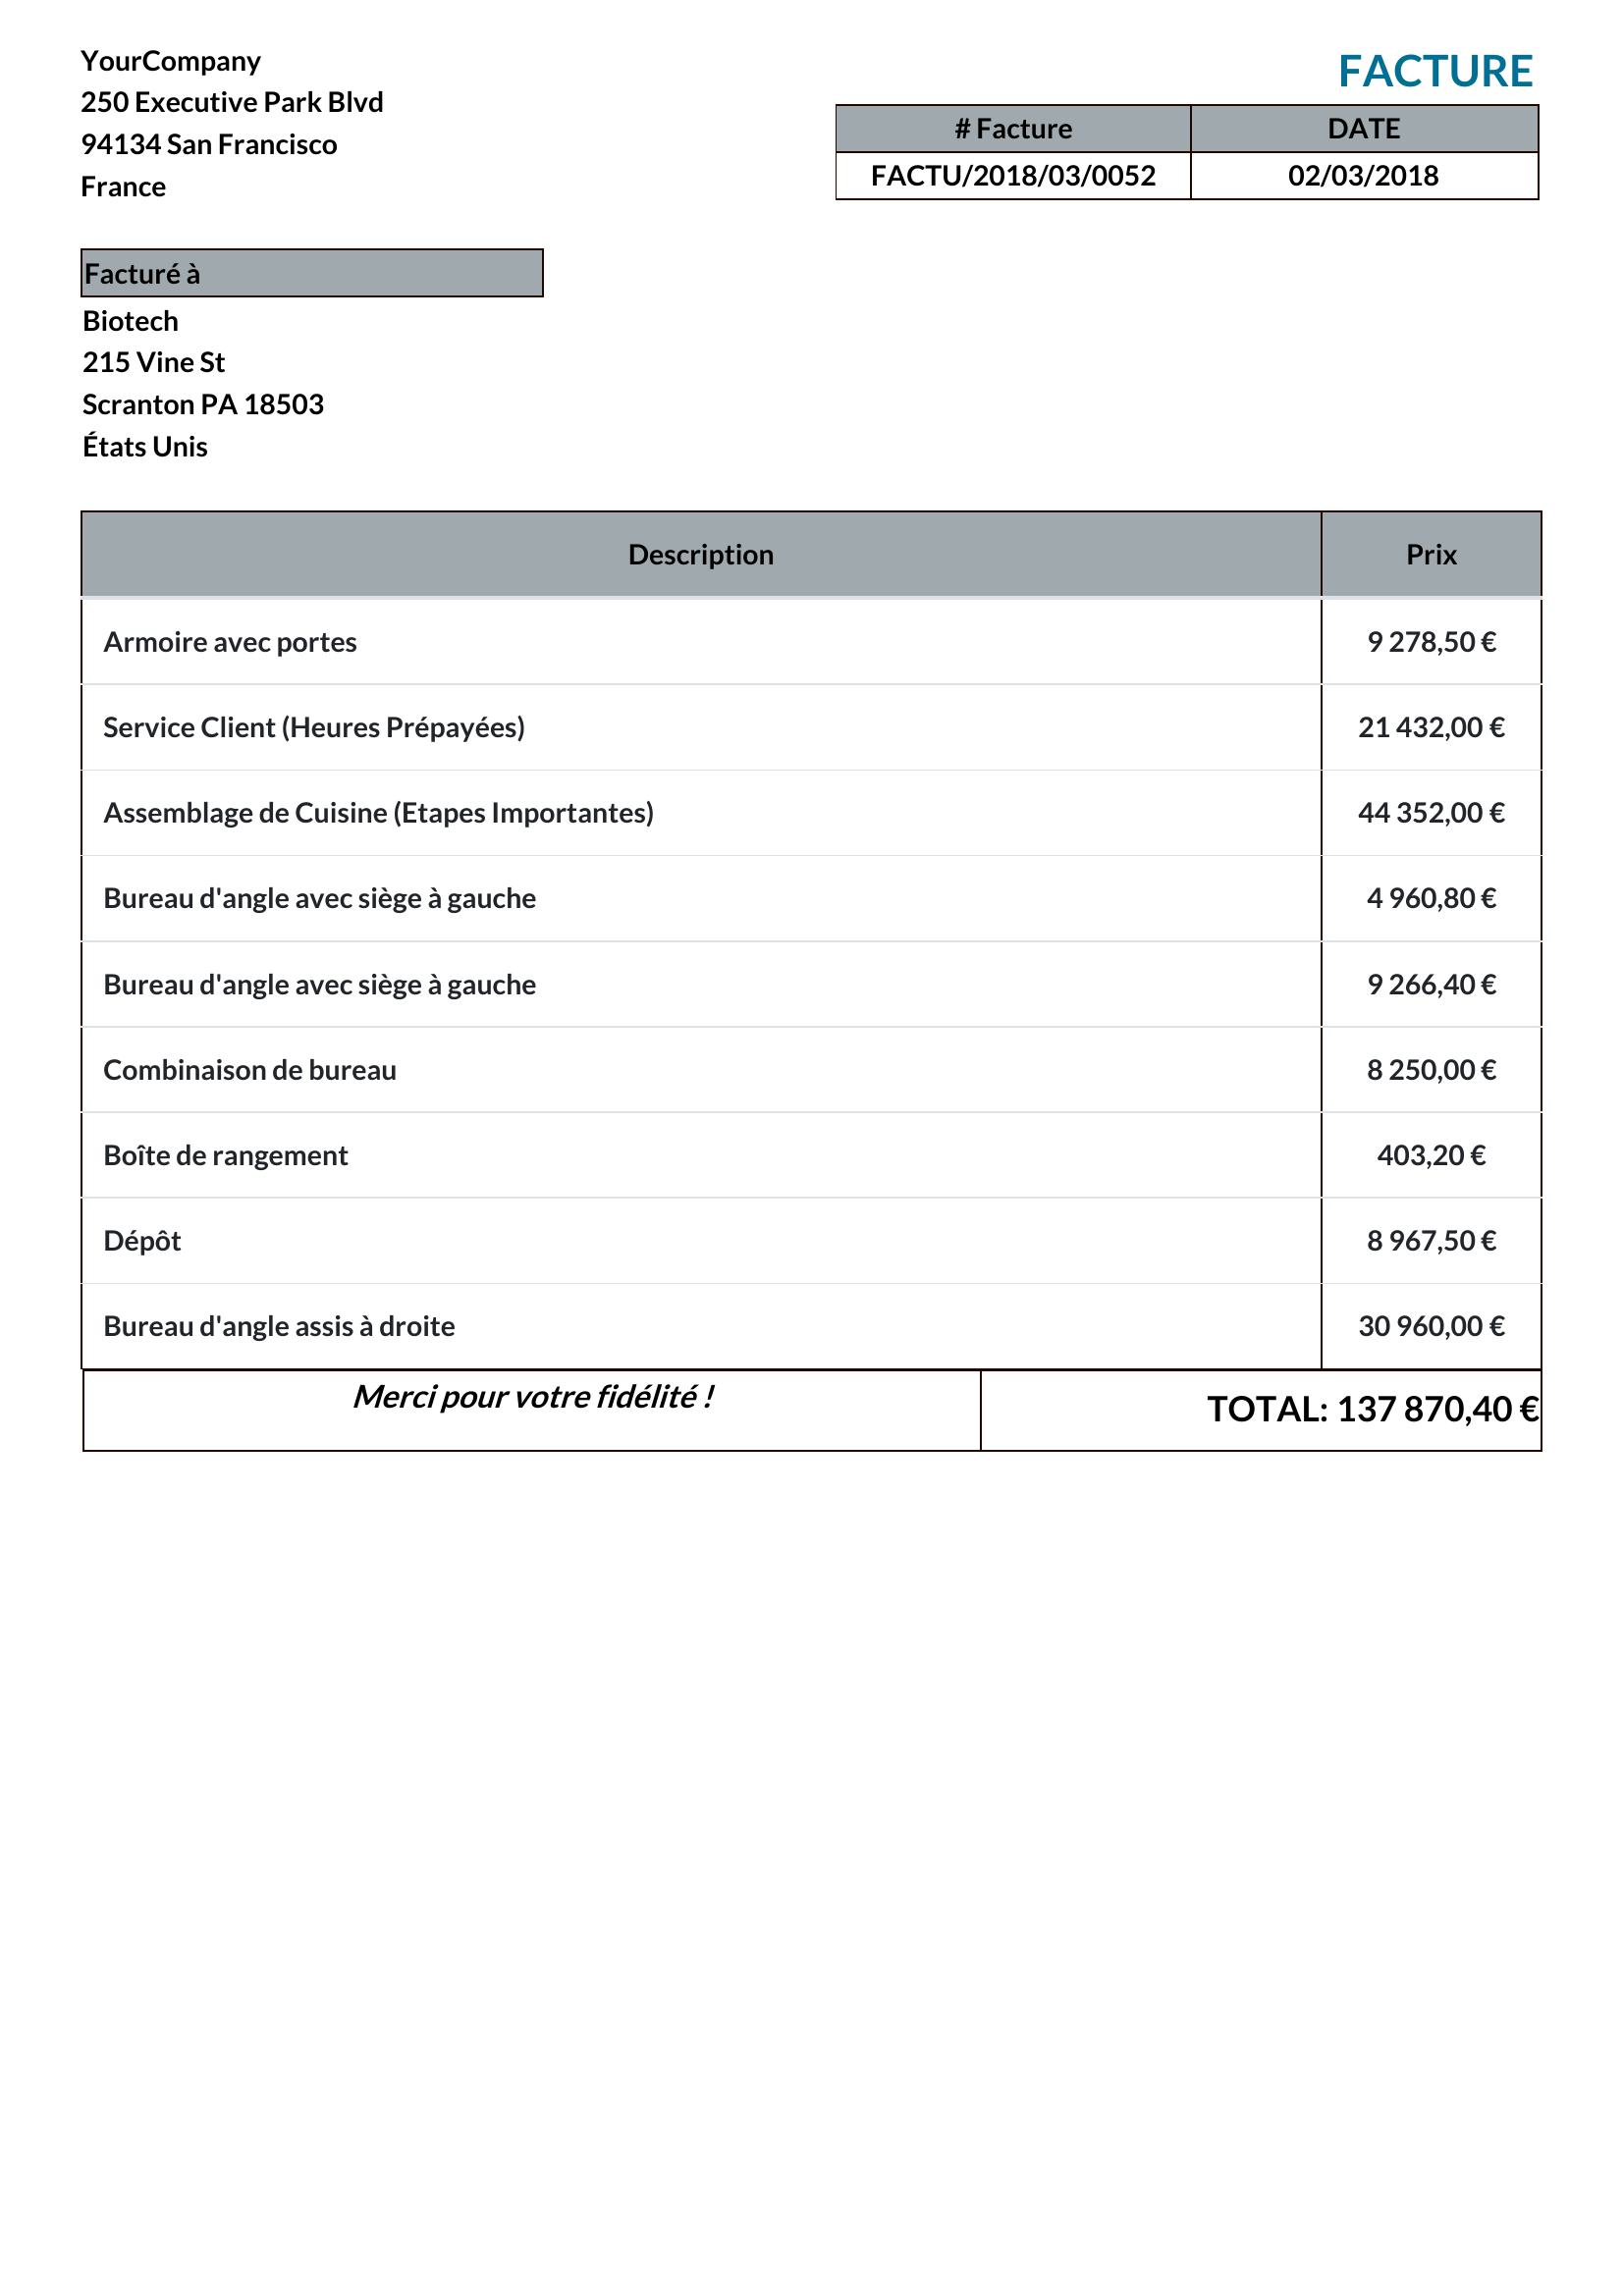 YourCompany
250 Executive Park Blvd
94134 San Francisco
France
FACTURE
# Facture DATE
FACTU/2018/03/0052 02/03/2018
Facturé à
Biotech
215 Vine St
Scranton PA 18503
États Unis
Description Prix
Armoire avec portes 9 278,50 €
Service Client (Heures Prépayées) 21 432,00 €
Assemblage de Cuisine (Etapes Importantes) 44 352,00 €
Bureau d'angle avec siège à gauche 4 960,80 €
Bureau d'angle avec siège à gauche 9 266,40 €
Combinaison de bureau 8 250,00 €
Boîte de rangement 403,20 €
Dépôt 8 967,50 €
Bureau d'angle assis à droite 30 960,00 €
Merci pour votre fidélité ! TOTAL: 137 870,40 €